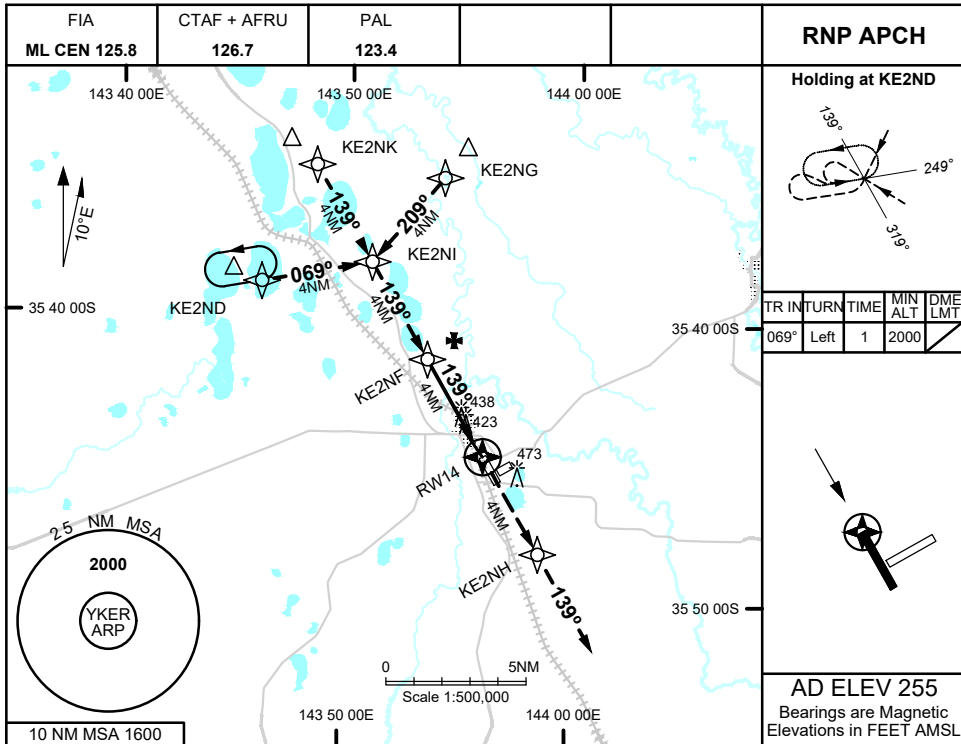 FIA
ML CEN 125.8
CTAF + AFRU
126.7
PAL
123.4
RNP APCH
143 40 00E
143 50 00E
144 00 00E
10°E
KE2NK
KE2NG
139°
4NM
209°
4NM
KE2NI
069°
4NM
KE2ND
35 40 00S
35 40 00S
139°
4NM
KE2NF
139°
4NM
438
423
473
RW14
4NM
KE2NH
139°
35 50 00S
25 NM MSA
2000
YKER
ARP
10 NM MSA 1600
0 5NM
Scale 1:500,000
143 50 00E
144 00 00E
Holding at KE2ND
139°
249°
319°
TR IN TURN TIME MIN ALT DME LMT
069° Left 1 2000
AD ELEV 255
Bearings are Magnetic
Elevations in FEET AMSL